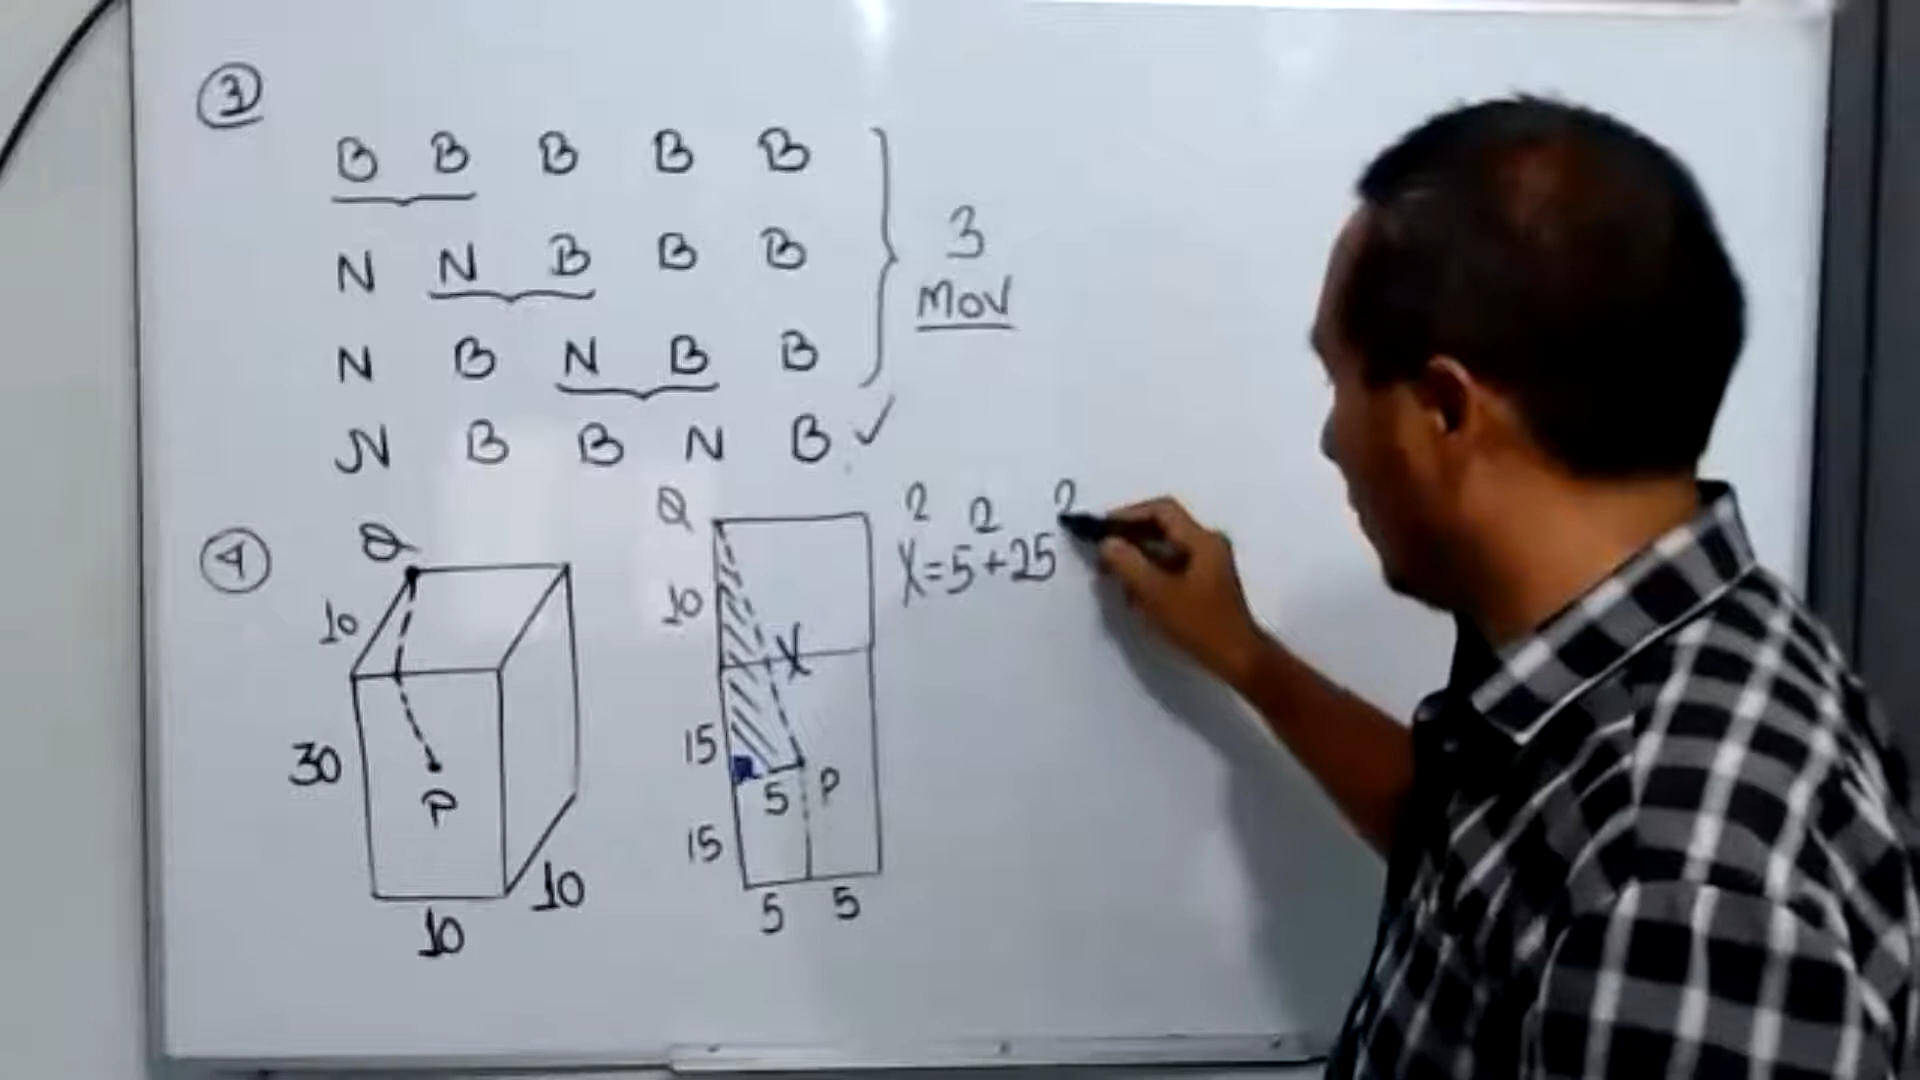 3
B B B B B
N N B B B
N B N B B
N B B N B ✓
3
MOV
4
Q
10
30
P
10
10
Q
10
X
15
5 P
15
5 5
x²=5²+25²